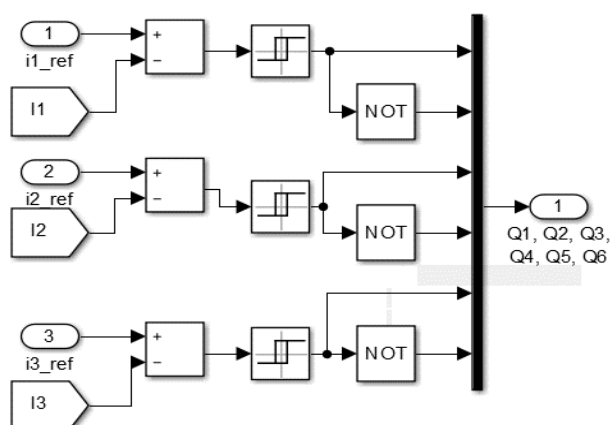 1
+
−
i1_ref
I1
NOT
2
+
−
i2_ref
I2
NOT
1
Q1, Q2, Q3,
Q4, Q5, Q6
3
+
−
i3_ref
I3
NOT